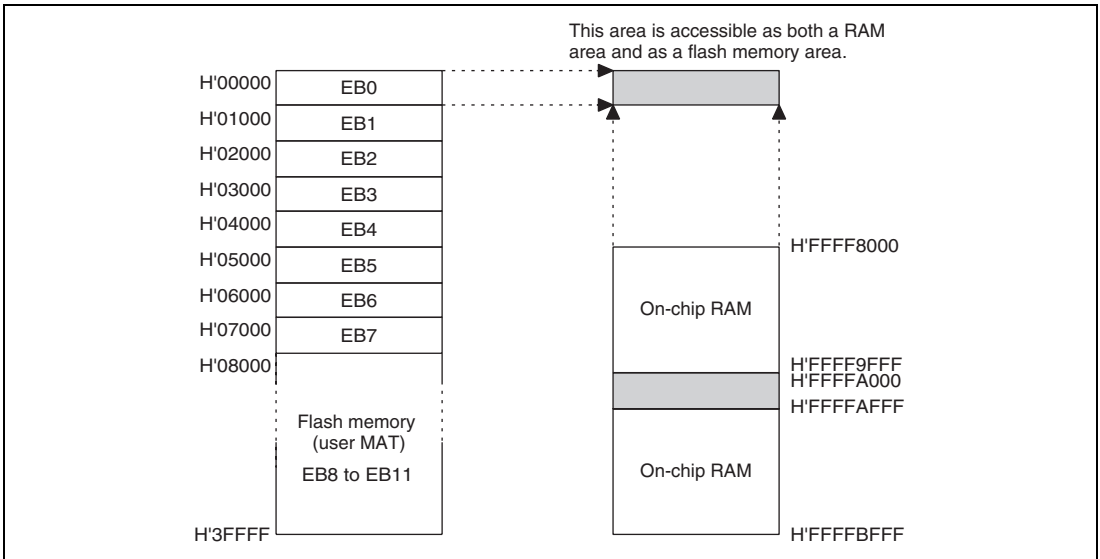 This area is accessible as both a RAM
area and as a flash memory area.
H'00000
EB0
H'01000
EB1
H'02000
EB2
H'03000
EB3
H'04000
EB4
H'05000
EB5
H'06000
EB6
H'07000
EB7
H'08000
Flash memory
(user MAT)
EB8 to EB11
H'3FFFF
H'FFFF8000
On-chip RAM
H'FFFF9FFF
H'FFFFA000
H'FFFFAFFF
On-chip RAM
H'FFFFBFFF